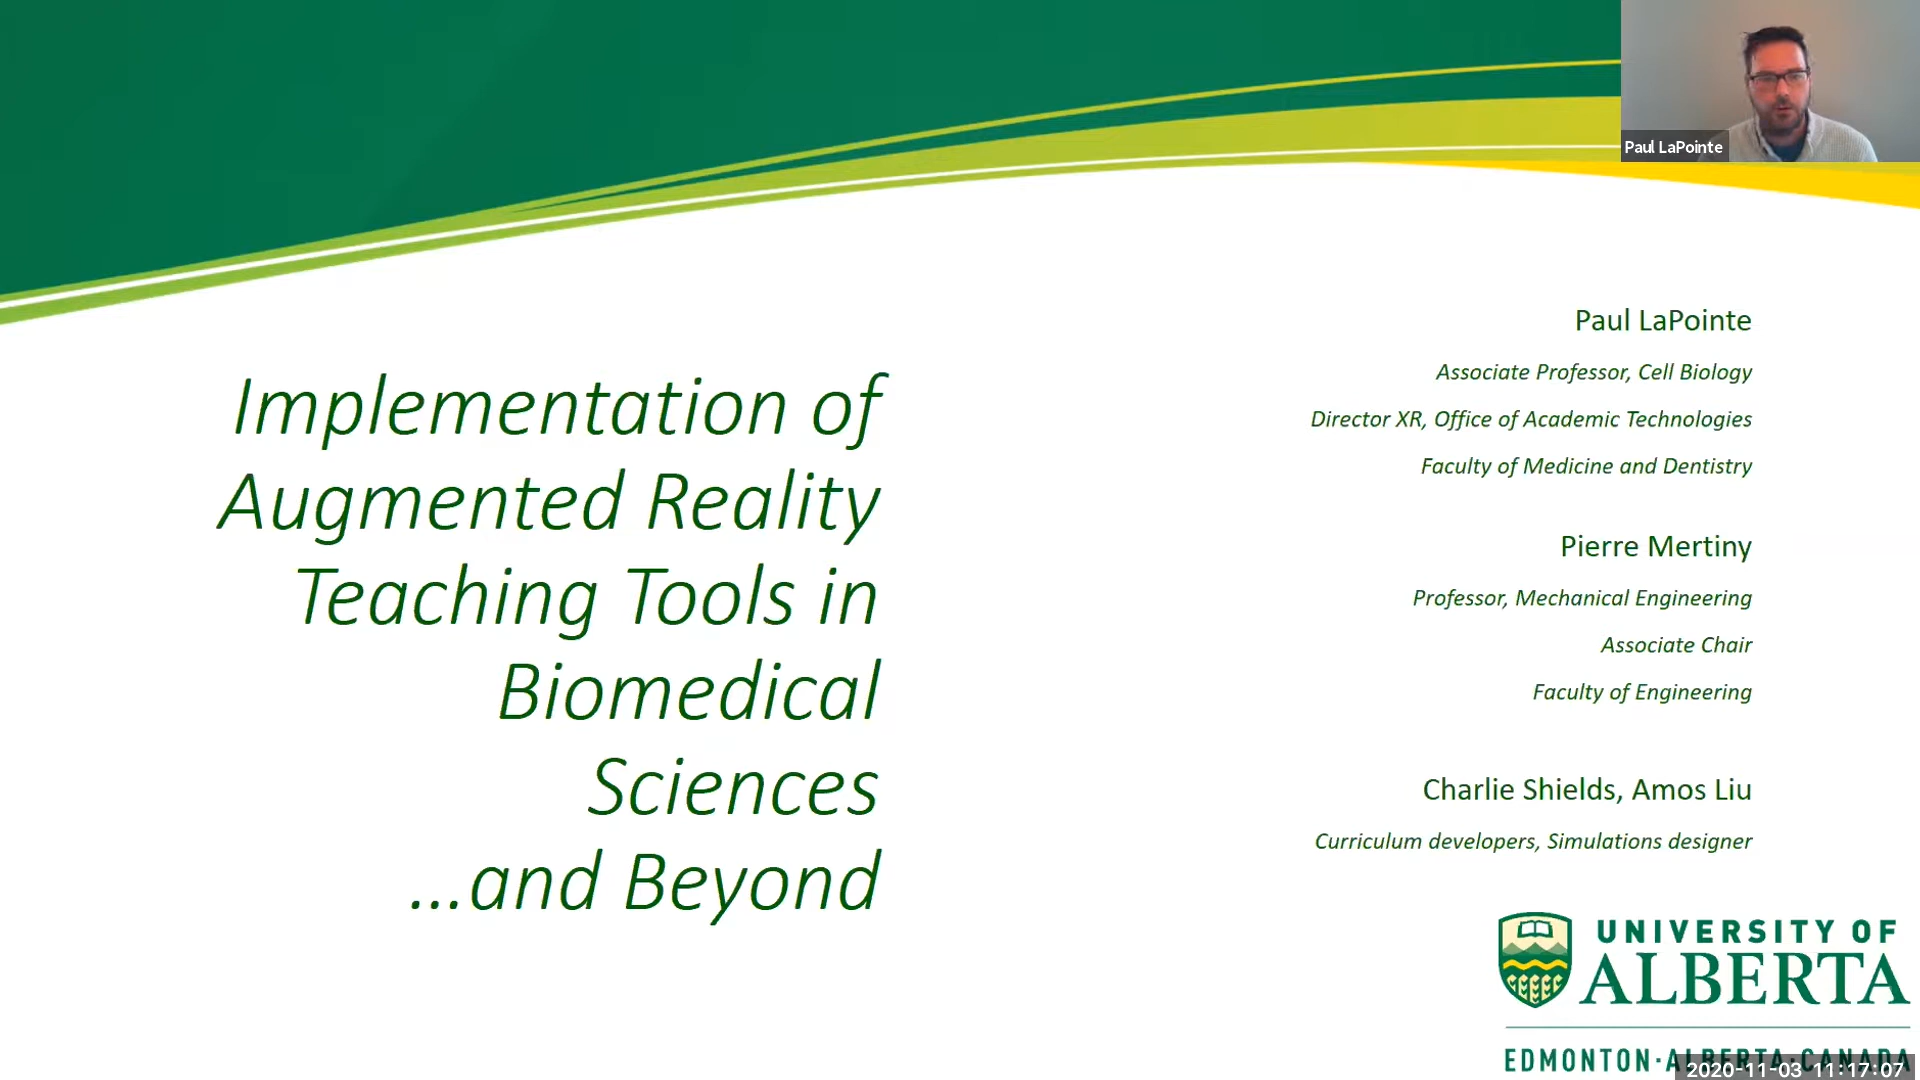 Paul LaPointe
Implementation of
Augmented Reality
Teaching Tools in
Biomedical
Sciences
...and Beyond
Paul LaPointe
Associate Professor, Cell Biology
Director XR, Office of Academic Technologies
Faculty of Medicine and Dentistry
Pierre Mertiny
Professor, Mechanical Engineering
Associate Chair
Faculty of Engineering
Charlie Shields, Amos Liu
Curriculum developers, Simulations designer
UNIVERSITY OF
ALBERTA
EDMONTON·ALBERTA·CANADA
2020-11-03 11:17:07